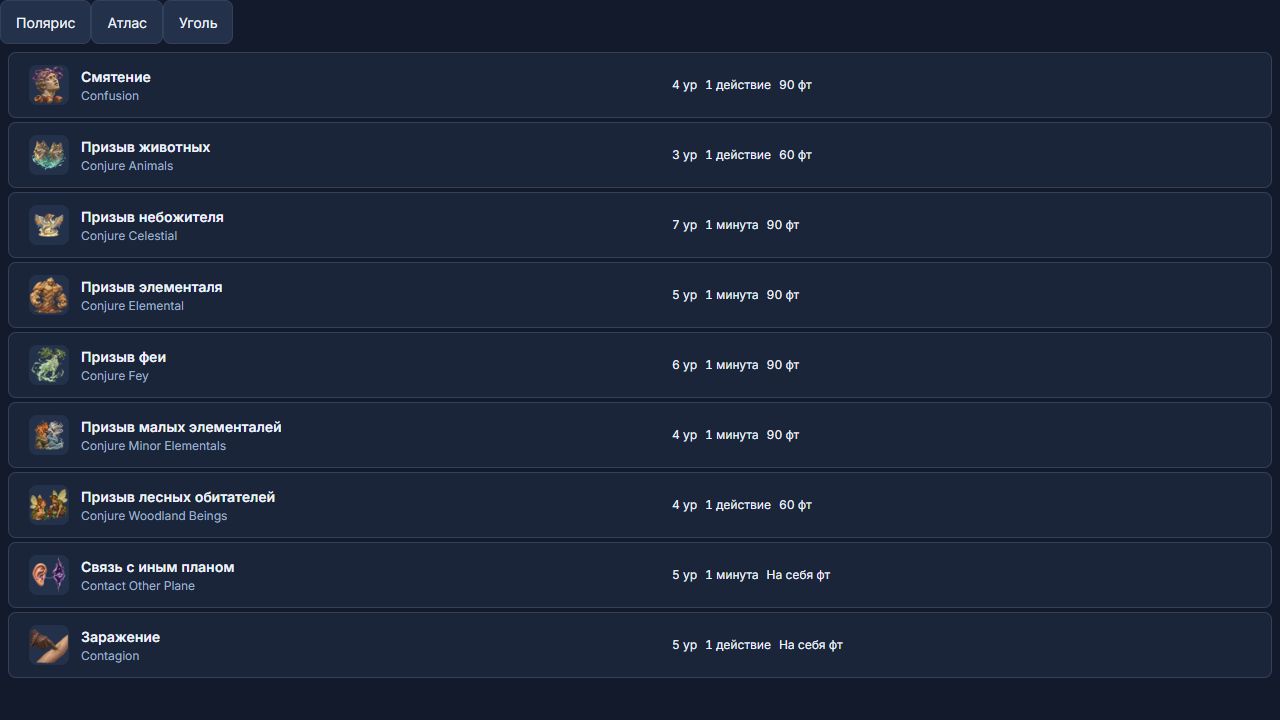 Полярис Атлас Уголь
Смятение
Confusion
4 ур 1 действие 90 фт
Призыв животных
Conjure Animals
3 ур 1 действие 60 фт
Призыв небожителя
Conjure Celestial
7 ур 1 минута 90 фт
Призыв элементаля
Conjure Elemental
5 ур 1 минута 90 фт
Призыв феи
Conjure Fey
6 ур 1 минута 90 фт
Призыв малых элементалей
Conjure Minor Elementals
4 ур 1 минута 90 фт
Призыв лесных обитателей
Conjure Woodland Beings
4 ур 1 действие 60 фт
Связь с иным планом
Contact Other Plane
5 ур 1 минута На себя фт
Заражение
Contagion
5 ур 1 действие На себя фт